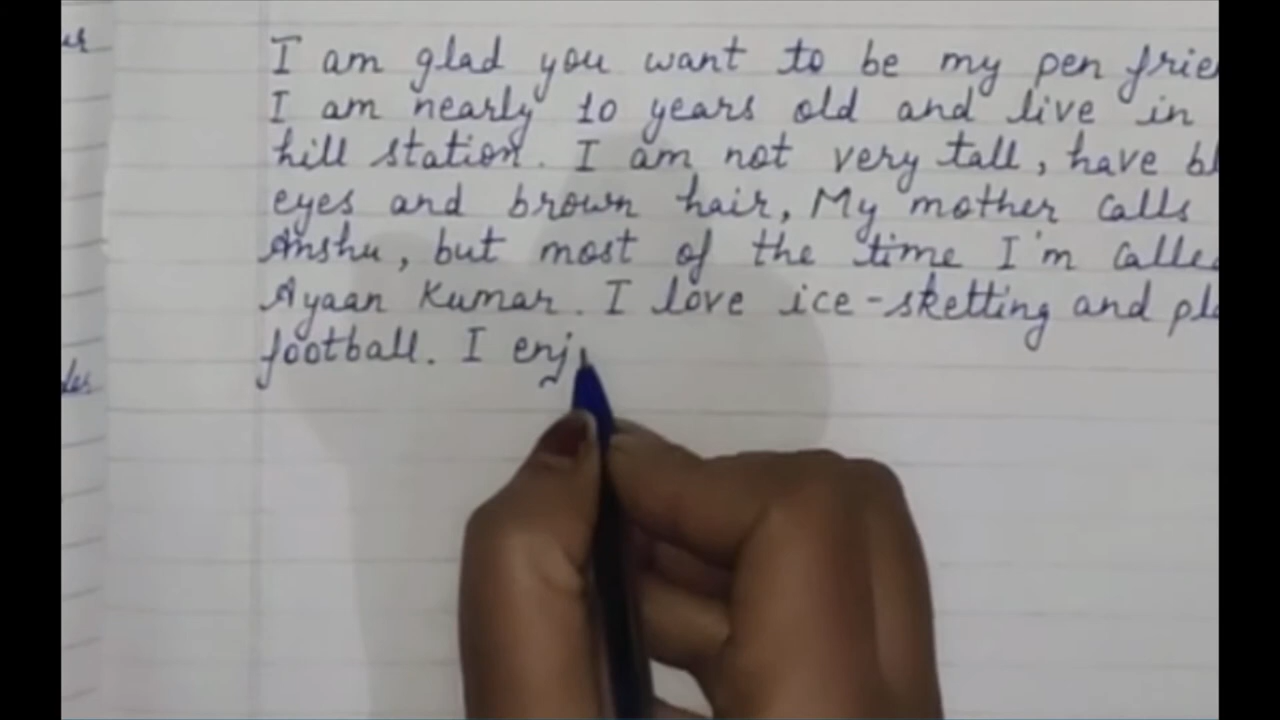 I am glad you want to be my pen frie
I am nearly 10 years old and live in
hill station. I am not very tall, have bl
eyes and brown hair, My mother calls
Anshu, but most of the time I'm calle
Ayaan Kumar. I love ice-sketting and pla
football. I enj